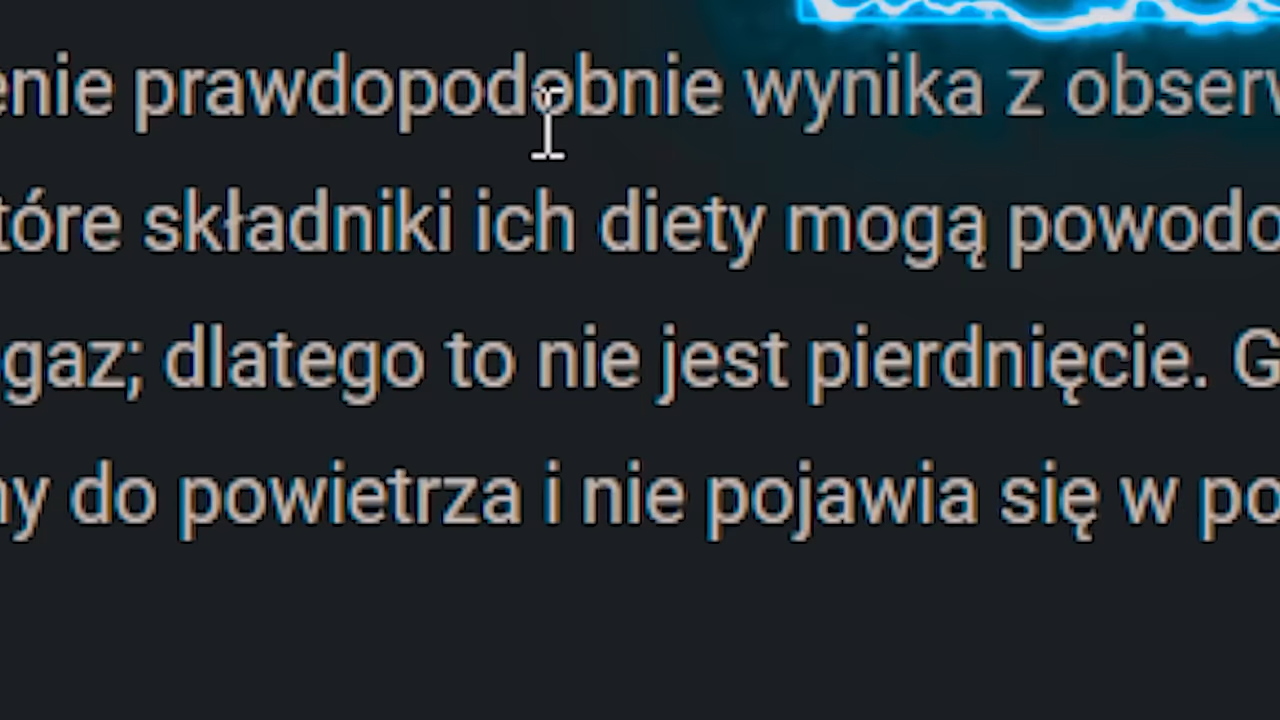 enie prawdopodobnie wynika z obserw
tóre składniki ich diety mogą powodo
gaz; dlatego to nie jest pierdnięcie. G
ny do powietrza i nie pojawia się w po